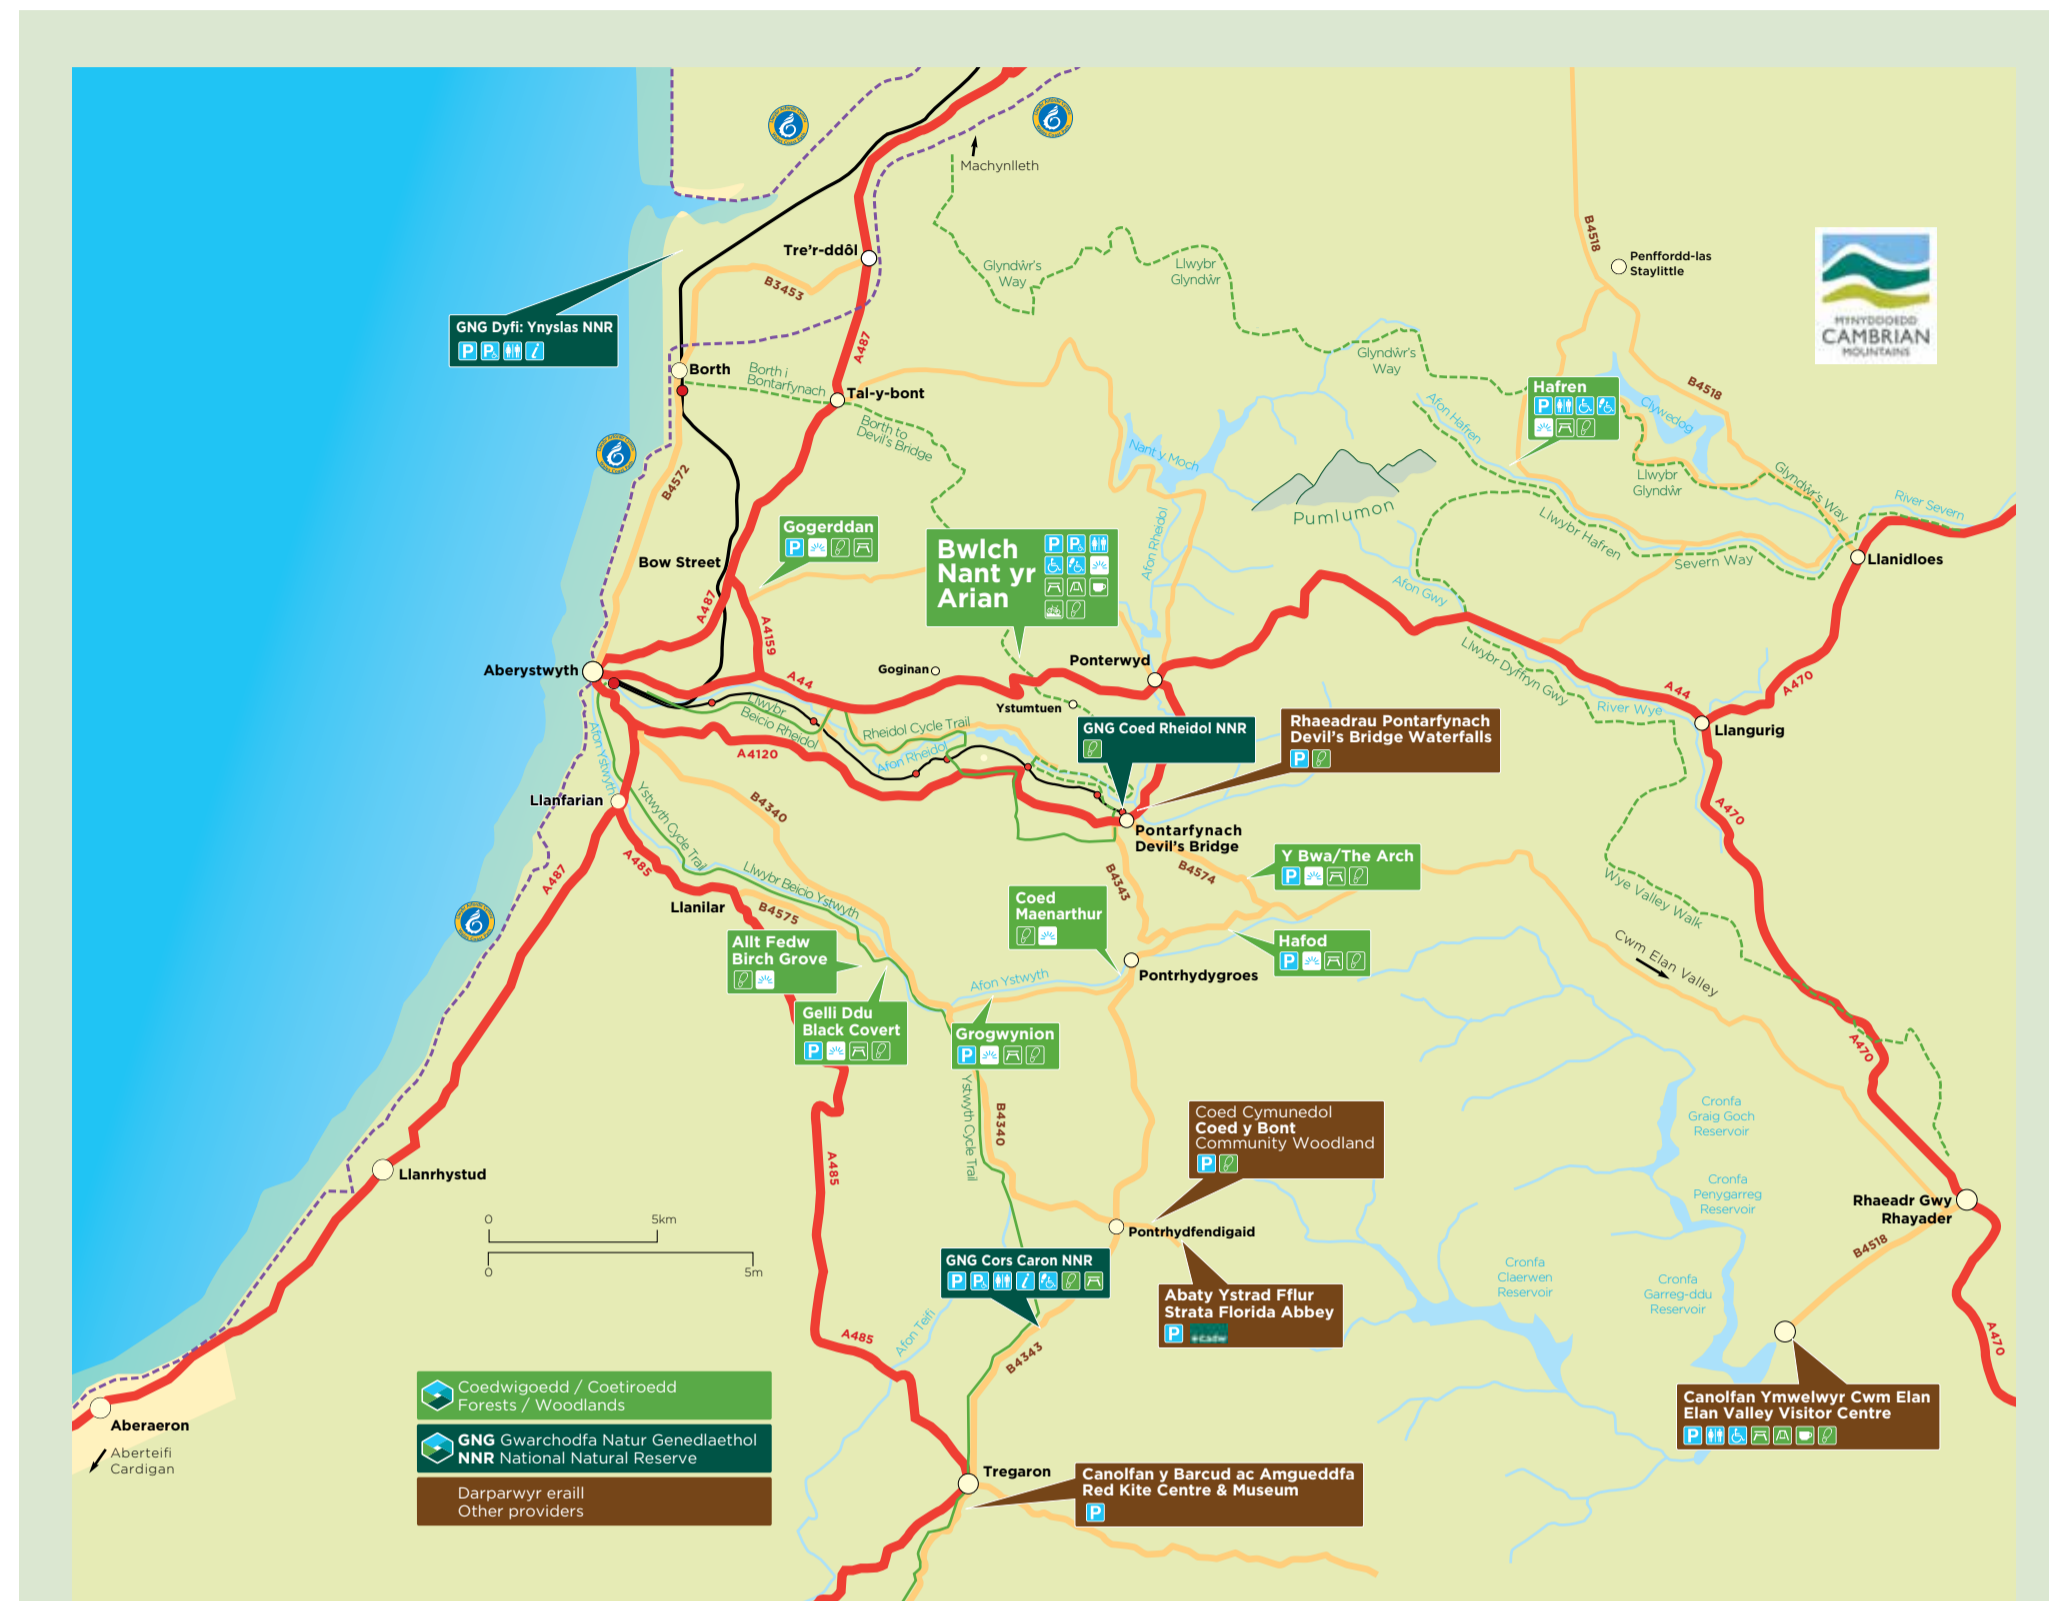 Machynlleth
Tre'r-ddôl
B3453
A487
Glyndŵr's
Way
Llwybr
Glyndŵr
B4518
Penffordd-las
Staylittle
MYNYDDOEDD
CAMBRIAN
MOUNTAINS
GNG Dyfi: Ynyslas NNR
Borth
Borth i
Bontarfynach
Tal-y-bont
Borth to
Devil's Bridge
Glyndŵr's
Way
Hafren
B4518
Clywedog
Afon Hafren
Nant y Moch
Llwybr
Glyndŵr
Glyndŵr's Way
River Severn
B4572
Pumlumon
Gogerddan
Bow Street
Bwlch
Nant yr
Arian
Afon Rheidol
Llwybr Hafren
Severn Way
Llanidloes
Afon Gwy
A487
A4159
Aberystwyth
Goginan
Ponterwyd
A44
Llwybr Dyffryn Gwy
A44
A470
River Wye
Llangurig
Ystumtuen
Llwybr
Beicio Rheidol
Rheidol Cycle Trail
Afon Rheidol
A4120
GNG Coed Rheidol NNR
Rhaeadrau Pontarfynach
Devil's Bridge Waterfalls
Afon Ystwyth
Llanfarian
B4340
Ystwyth Cycle Trail
Pontarfynach
Devil's Bridge
A470
A487
A485
Llwybr Beicio Ystwyth
B4343
B4574
Y Bwa/The Arch
Wye Valley Walk
Llanilar
B4575
Coed
Maenarthur
Allt Fedw
Birch Grove
Hafod
Cwm Elan Valley
Pontrhydygroes
Afon Ystwyth
Gelli Ddu
Black Covert
Grogwynion
A470
Ystwyth Cycle Trail
B4340
Coed Cymunedol
Coed y Bont
Community Woodland
Cronfa
Graig Goch
Reservoir
Llanrhystud
A485
Cronfa
Penygarreg
Reservoir
Rhaeadr Gwy
Rhayader
0
5km
0
5m
Pontrhydfendigaid
B4518
GNG Cors Caron NNR
Cronfa
Claerwen
Reservoir
Cronfa
Garreg-ddu
Reservoir
Abaty Ystrad Fflur
Strata Florida Abbey
Cadw
Afon Teifi
A485
B4343
A470
Coedwigoedd / Coetiroedd
Forests / Woodlands
GNG Gwarchodfa Natur Genedlaethol
NNR National Natural Reserve
Darparwyr eraill
Other providers
Canolfan Ymwelwyr Cwm Elan
Elan Valley Visitor Centre
Aberaeron
Aberteifi
Cardigan
Tregaron
Canolfan y Barcud ac Amgueddfa
Red Kite Centre & Museum